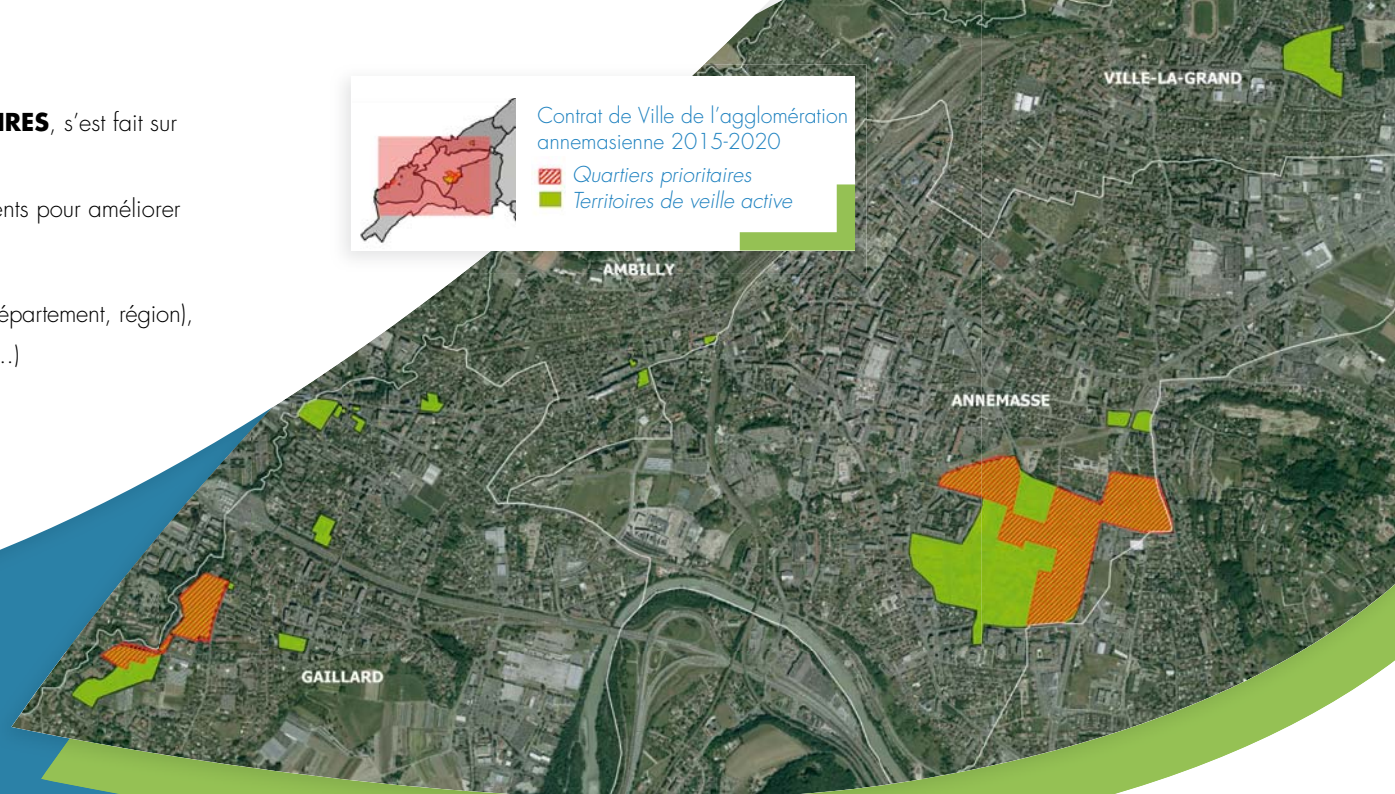 IRES, s'est fait sur
ents pour améliorer
épartement, région),
...)
Contrat de Ville de l'agglomération
annemasienne 2015-2020
Quartiers prioritaires
Territoires de veille active
VILLE-LA-GRAND
AMBILLY
ANNEMASSE
GAILLARD